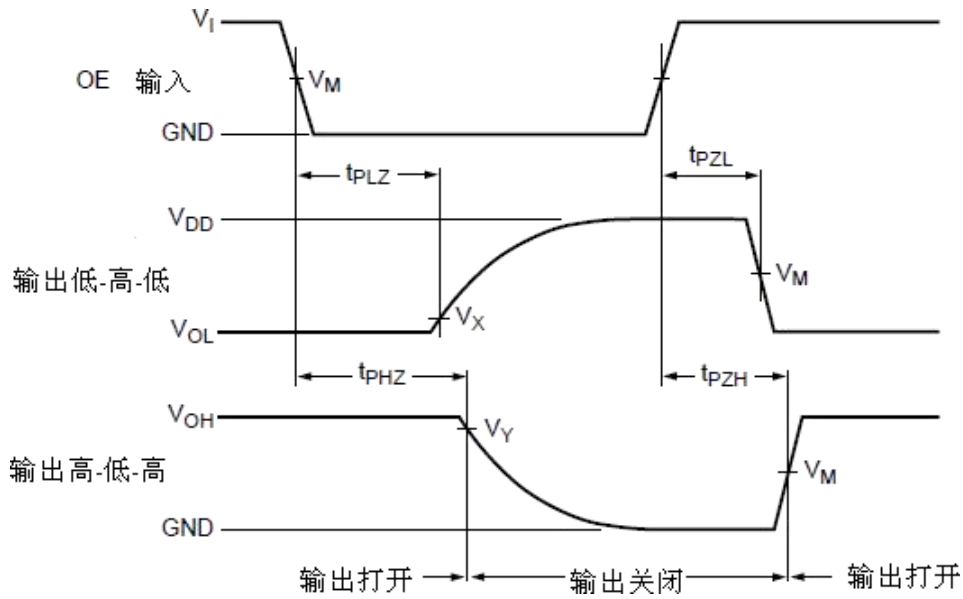 VI
OE 输入
VM
GND
tPLZ
tPZL
VDD
输出低-高-低
VM
VX
VOL
tPHZ
tPZH
VOH
VY
输出高-低-高
VM
GND
输出打开
输出关闭
输出打开